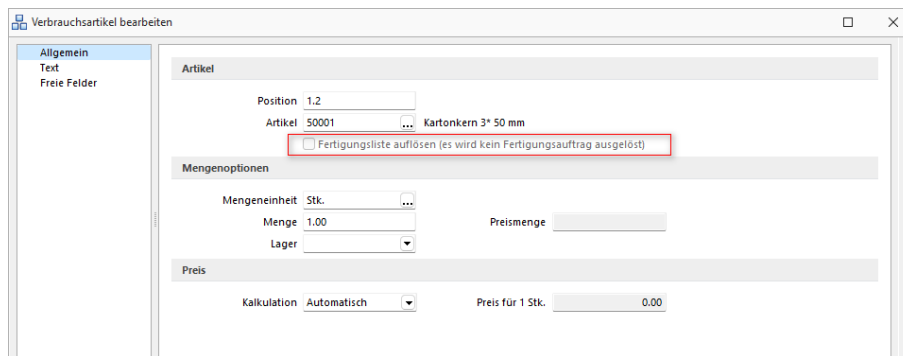 Verbrauchsartikel bearbeiten
Allgemein
Text
Freie Felder
Artikel
Position 1.2
Artikel 50001 ... Kartonkern 3* 50 mm
Fertigungsliste auflösen (es wird kein Fertigungsauftrag ausgelöst)
Mengenoptionen
Mengeneinheit Stk. ...
Menge 1.00 Preismenge
Lager
Preis
Kalkulation Automatisch Preis für 1 Stk. 0.00